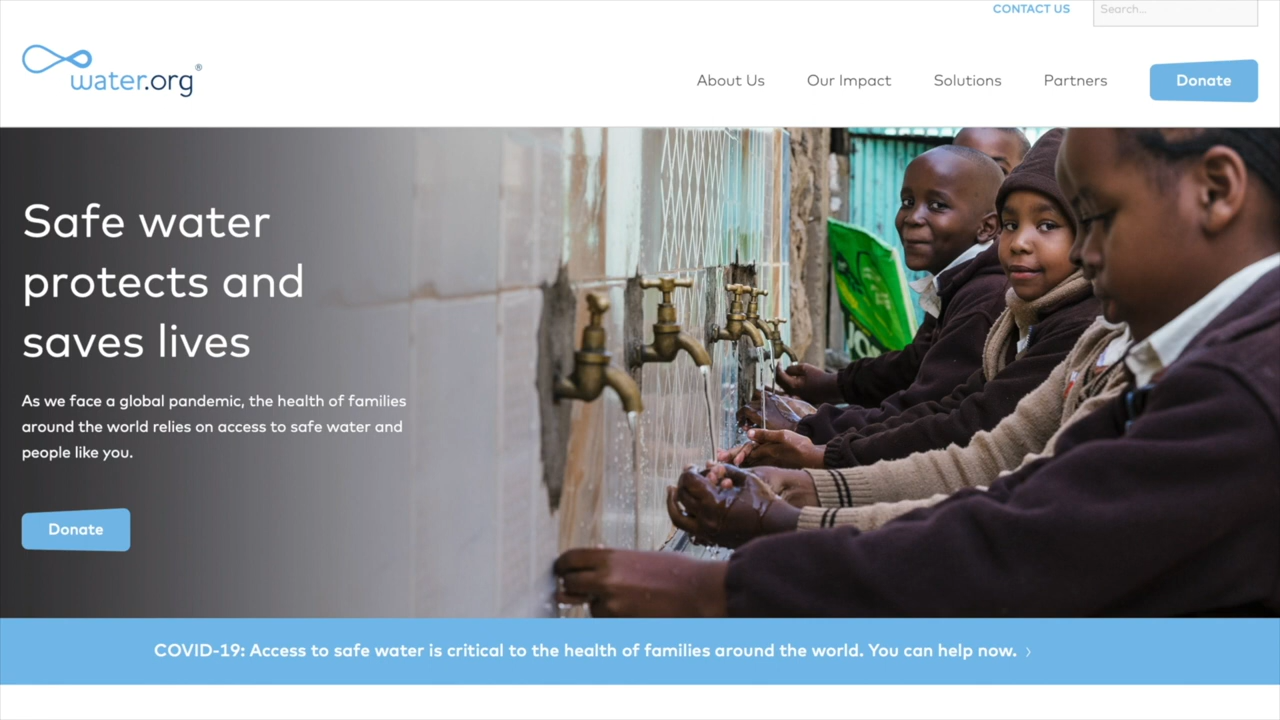 CONTACT US
Search...
water.org®
About Us
Our Impact
Solutions
Partners
Donate
Safe water
protects and
saves lives
As we face a global pandemic, the health of families
around the world relies on access to safe water and
people like you.
Donate
COVID-19: Access to safe water is critical to the health of families around the world. You can help now. ›